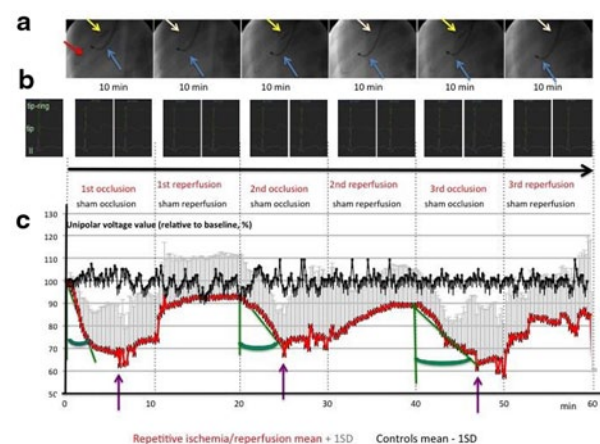 a
10 min 10 min 10 min 10 min 10 min 10 min
b
tip-ring
tip
II
1st occlusion 1st reperfusion 2nd occlusion 2nd reperfusion 3rd occlusion 3rd reperfusion
sham occlusion sham reperfusion sham occlusion sham reperfusion sham occlusion sham reperfusion
c
130
Unipolar voltage value (relative to baseline, %)
120
110
100
90
80
70
60
50
0 10 20 30 40 50 min 60
Repetitive ischemia/reperfusion mean + 1SD Controls mean - 1SD